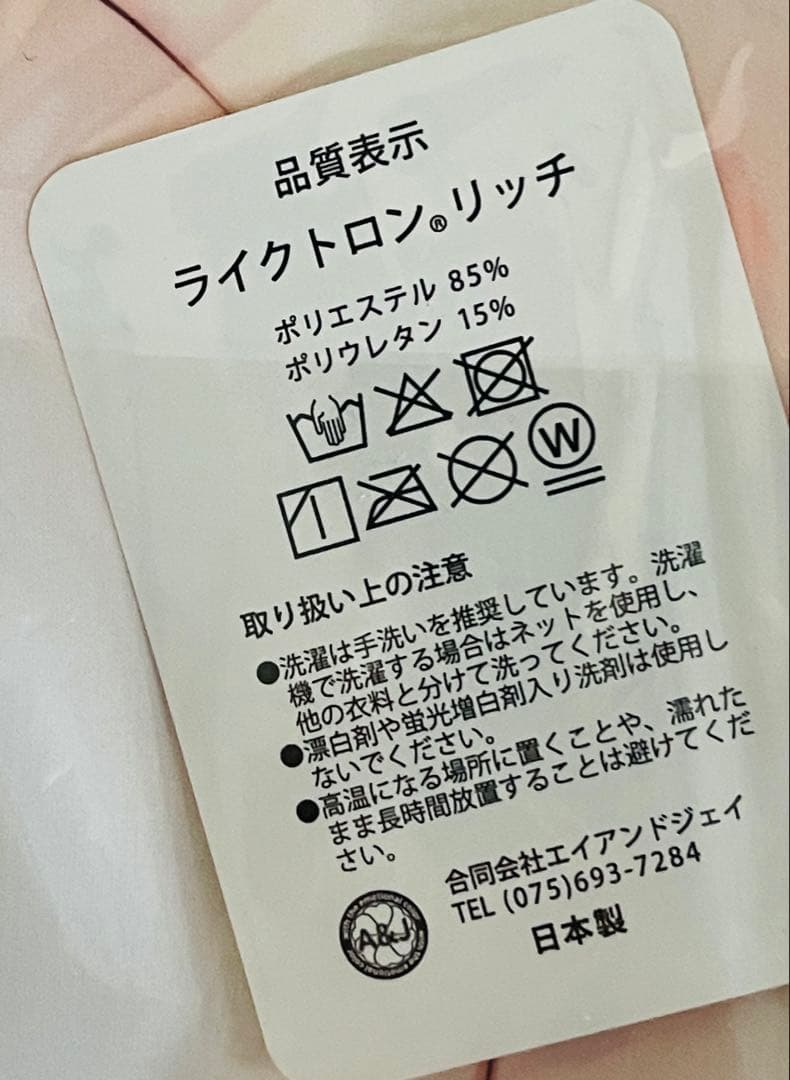 品質表示
ライクトロン®リッチ
ポリエステル 85%
ポリウレタン 15%
W
取り扱い上の注意
●洗濯は手洗いを推奨しています。洗濯
機で洗濯する場合はネットを使用し、
他の衣料と分けて洗ってください。
●漂白剤や蛍光増白剤入り洗剤は使用し
ないでください。
●高温になる場所に置くことや、濡れた
まま長時間放置することは避けてくだ
さい。
合同会社エイアンドジェイ
TEL (075)693-7284
A&J
日本製